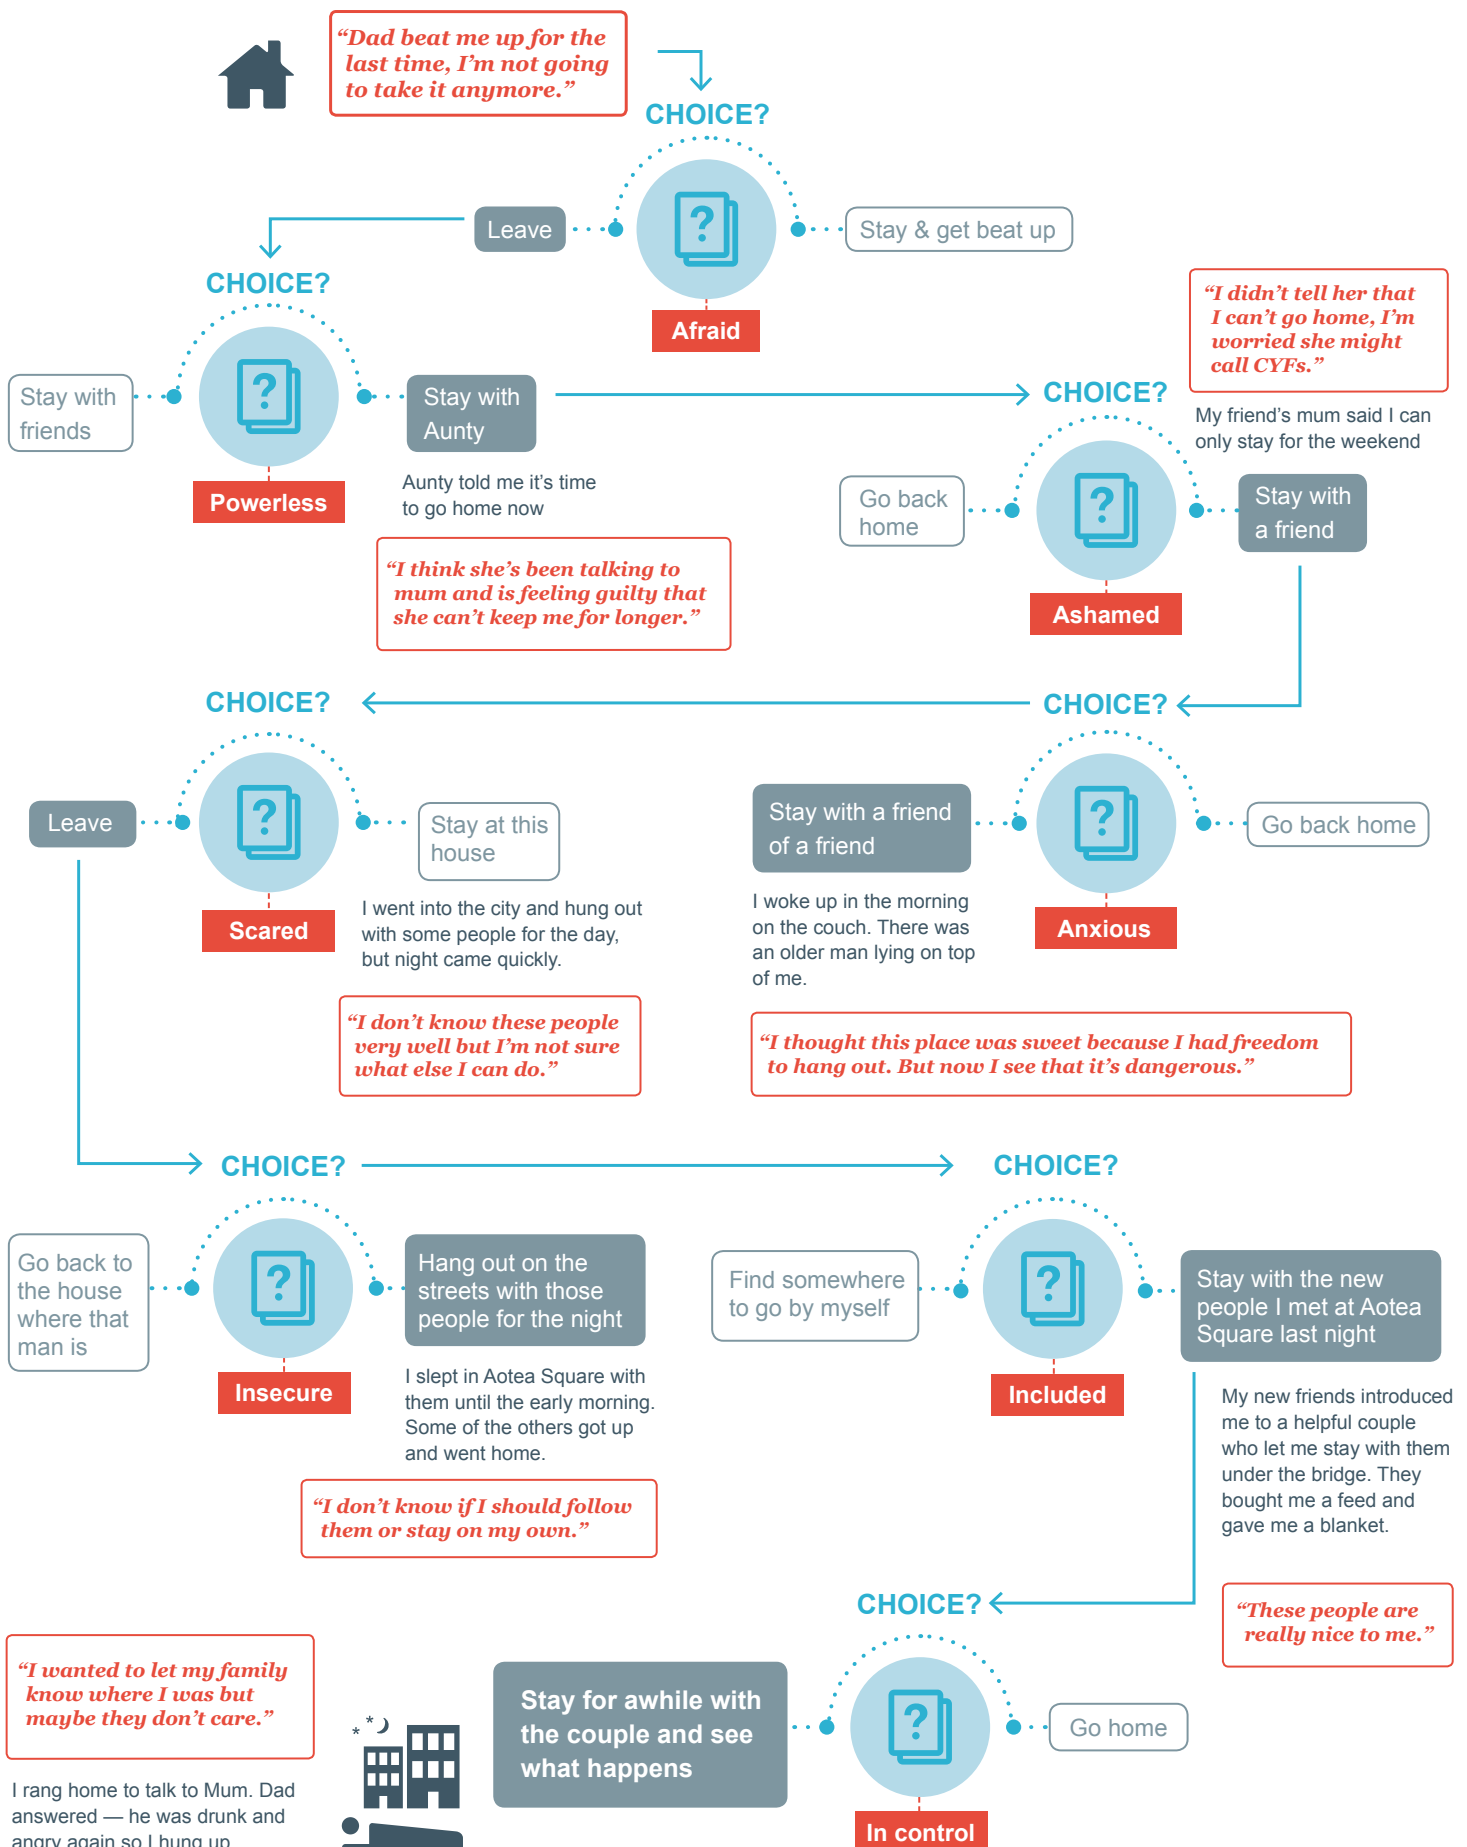 “Dad beat me up for the
last time, I’m not going
to take it anymore.”
CHOICE?
Leave
?
Stay & get beat up
Afraid
CHOICE?
Stay with
friends
?
Stay with
Aunty
Powerless
Aunty told me it’s time
to go home now
“I think she’s been talking to
mum and is feeling guilty that
she can’t keep me for longer.”
“I didn’t tell her that
I can’t go home, I’m
worried she might
call CYFs.”
CHOICE?
My friend’s mum said I can
only stay for the weekend
Go back
home
?
Stay with
a friend
Ashamed
CHOICE?
Stay with a friend
of a friend
?
Go back home
Anxious
I woke up in the morning
on the couch. There was
an older man lying on top
of me.
“I thought this place was sweet because I had freedom
to hang out. But now I see that it’s dangerous.”
CHOICE?
Leave
?
Stay at this
house
Scared
I went into the city and hung out
with some people for the day,
but night came quickly.
“I don’t know these people
very well but I’m not sure
what else I can do.”
CHOICE?
Go back to
the house
where that
man is
?
Hang out on the
streets with those
people for the night
Insecure
I slept in Aotea Square with
them until the early morning.
Some of the others got up
and went home.
“I don’t know if I should follow
them or stay on my own.”
CHOICE?
Find somewhere
to go by myself
?
Stay with the new
people I met at Aotea
Square last night
Included
My new friends introduced
me to a helpful couple
who let me stay with them
under the bridge. They
bought me a feed and
gave me a blanket.
“These people are
really nice to me.”
CHOICE?
Stay for awhile with
the couple and see
what happens
?
Go home
In control
“I wanted to let my family
know where I was but
maybe they don’t care.”
I rang home to talk to Mum. Dad
answered — he was drunk and
angry again so I hung up